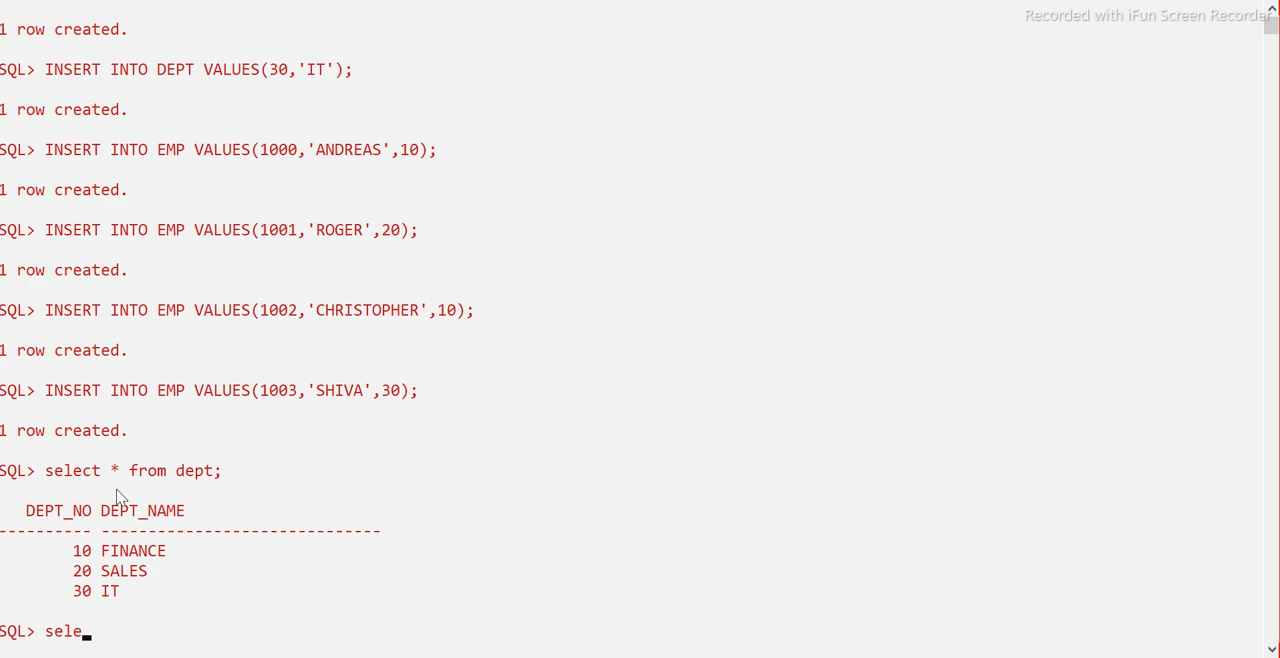 Recorded with iFun Screen Recorder
1 row created.
SQL> INSERT INTO DEPT VALUES(30,'IT');
1 row created.
SQL> INSERT INTO EMP VALUES(1000,'ANDREAS',10);
1 row created.
SQL> INSERT INTO EMP VALUES(1001,'ROGER',20);
1 row created.
SQL> INSERT INTO EMP VALUES(1002,'CHRISTOPHER',10);
1 row created.
SQL> INSERT INTO EMP VALUES(1003,'SHIVA',30);
1 row created.
SQL> select * from dept;
DEPT_NO DEPT_NAME
---------- ------------------------------
10 FINANCE
20 SALES
30 IT
SQL> sele